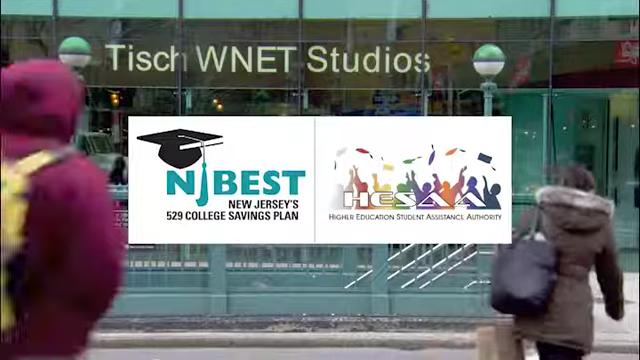 Tisch WNET Studios
NJBEST
NEW JERSEY'S
529 COLLEGE SAVINGS PLAN
HESAA
HIGHER EDUCATION STUDENT ASSISTANCE AUTHORITY